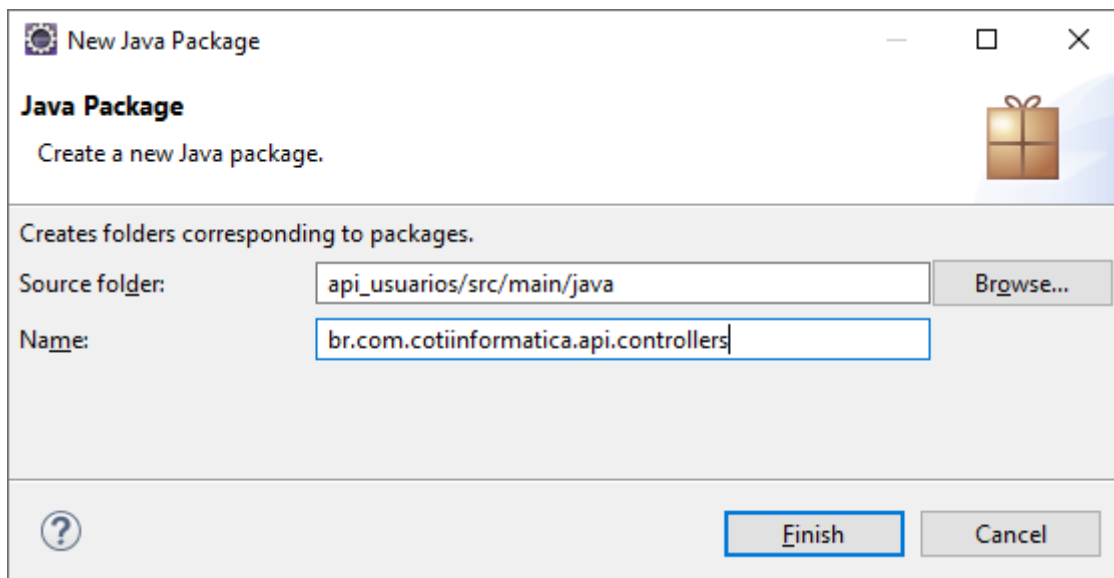 New Java Package
Java Package
Create a new Java package.
Creates folders corresponding to packages.
Source folder: api_usuarios/src/main/java Browse...
Name: br.com.cotiinformatica.api.controllers
? Finish Cancel